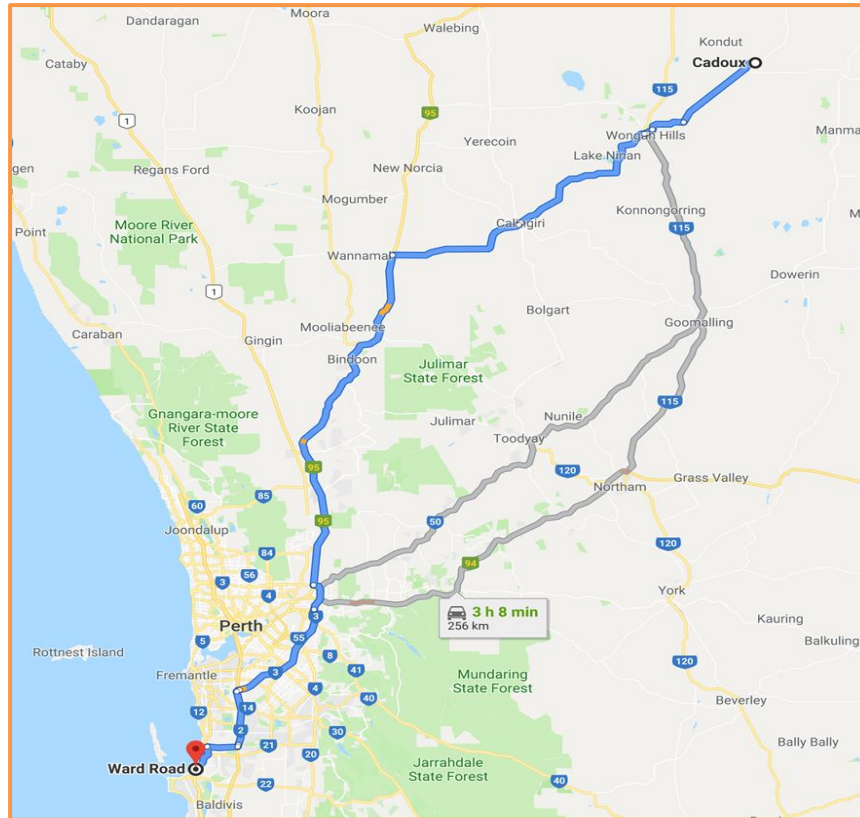 Moora
Dandaragan
Walebing
Kondut
Cadoux
Cataby
115
1
Koojan
95
Manma
Wongan Hills
Yerecoin
Lake Ninan
gen
Regans Ford
New Norcia
Mogumber
Konnongorring
Calingiri
M
Point
Moore River
National Park
115
Wannamal
Dowerin
1
Bolgart
Caraban
Gingin
Mooliabeenee
Goomalling
Bindoon
Julimar
State Forest
Gnangara-moore
River State
Forest
115
Julimar
Nunile
Toodyay
95
120
Grass Valley
Northam
85
60
95
50
Joondalup
84
120
3
56
94
4
York
3 h 8 min
256 km
3
Perth
Kauring
55
5
8
Balkuling
Rottnest Island
41
120
Fremantle
3
4
Mundaring
State Forest
40
Beverley
12
14
30
2
Bally Bally
21
20
Ward Road
Jarrahdale
State Forest
40
22
Baldivis